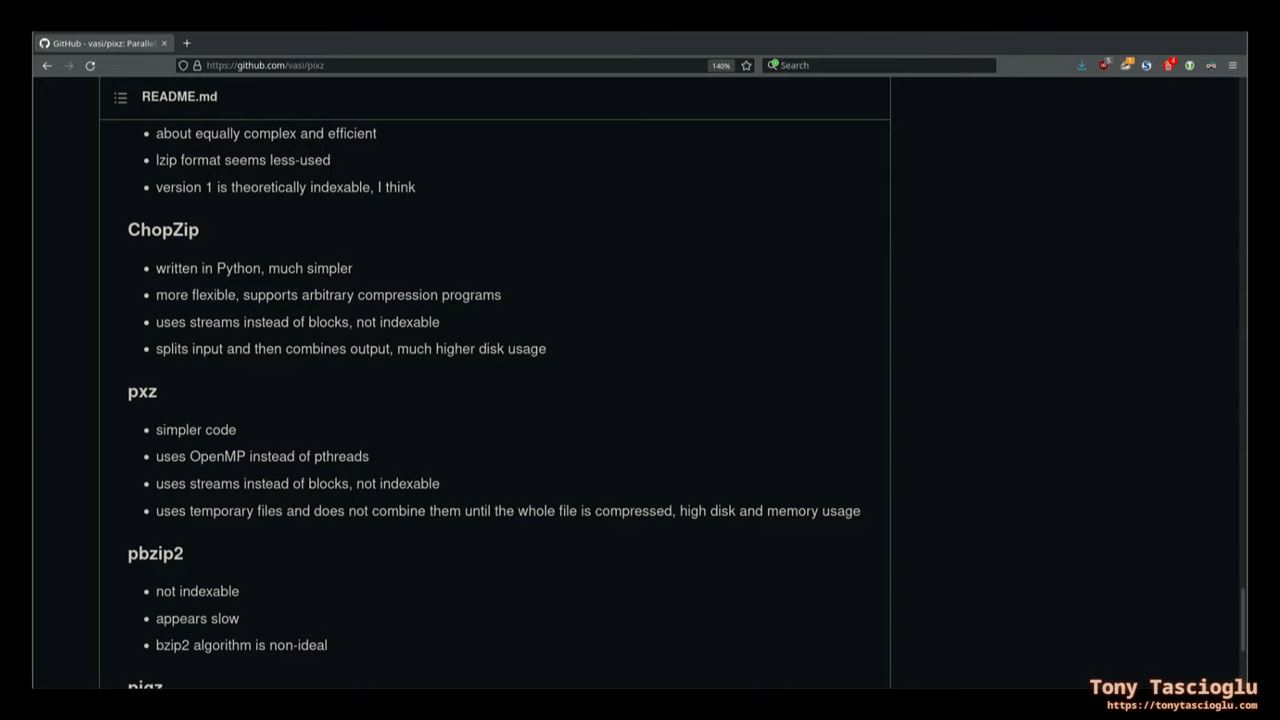 GitHub - vasi/pixz: Paralle
https://github.com/vasi/pixz
140%
Search
README.md
about equally complex and efficient
lzip format seems less-used
version 1 is theoretically indexable, I think
ChopZip
written in Python, much simpler
more flexible, supports arbitrary compression programs
uses streams instead of blocks, not indexable
splits input and then combines output, much higher disk usage
pxz
simpler code
uses OpenMP instead of pthreads
uses streams instead of blocks, not indexable
uses temporary files and does not combine them until the whole file is compressed, high disk and memory usage
pbzip2
not indexable
appears slow
bzip2 algorithm is non-ideal
pigz
Tony Tascioglu
https://tonytascioglu.com